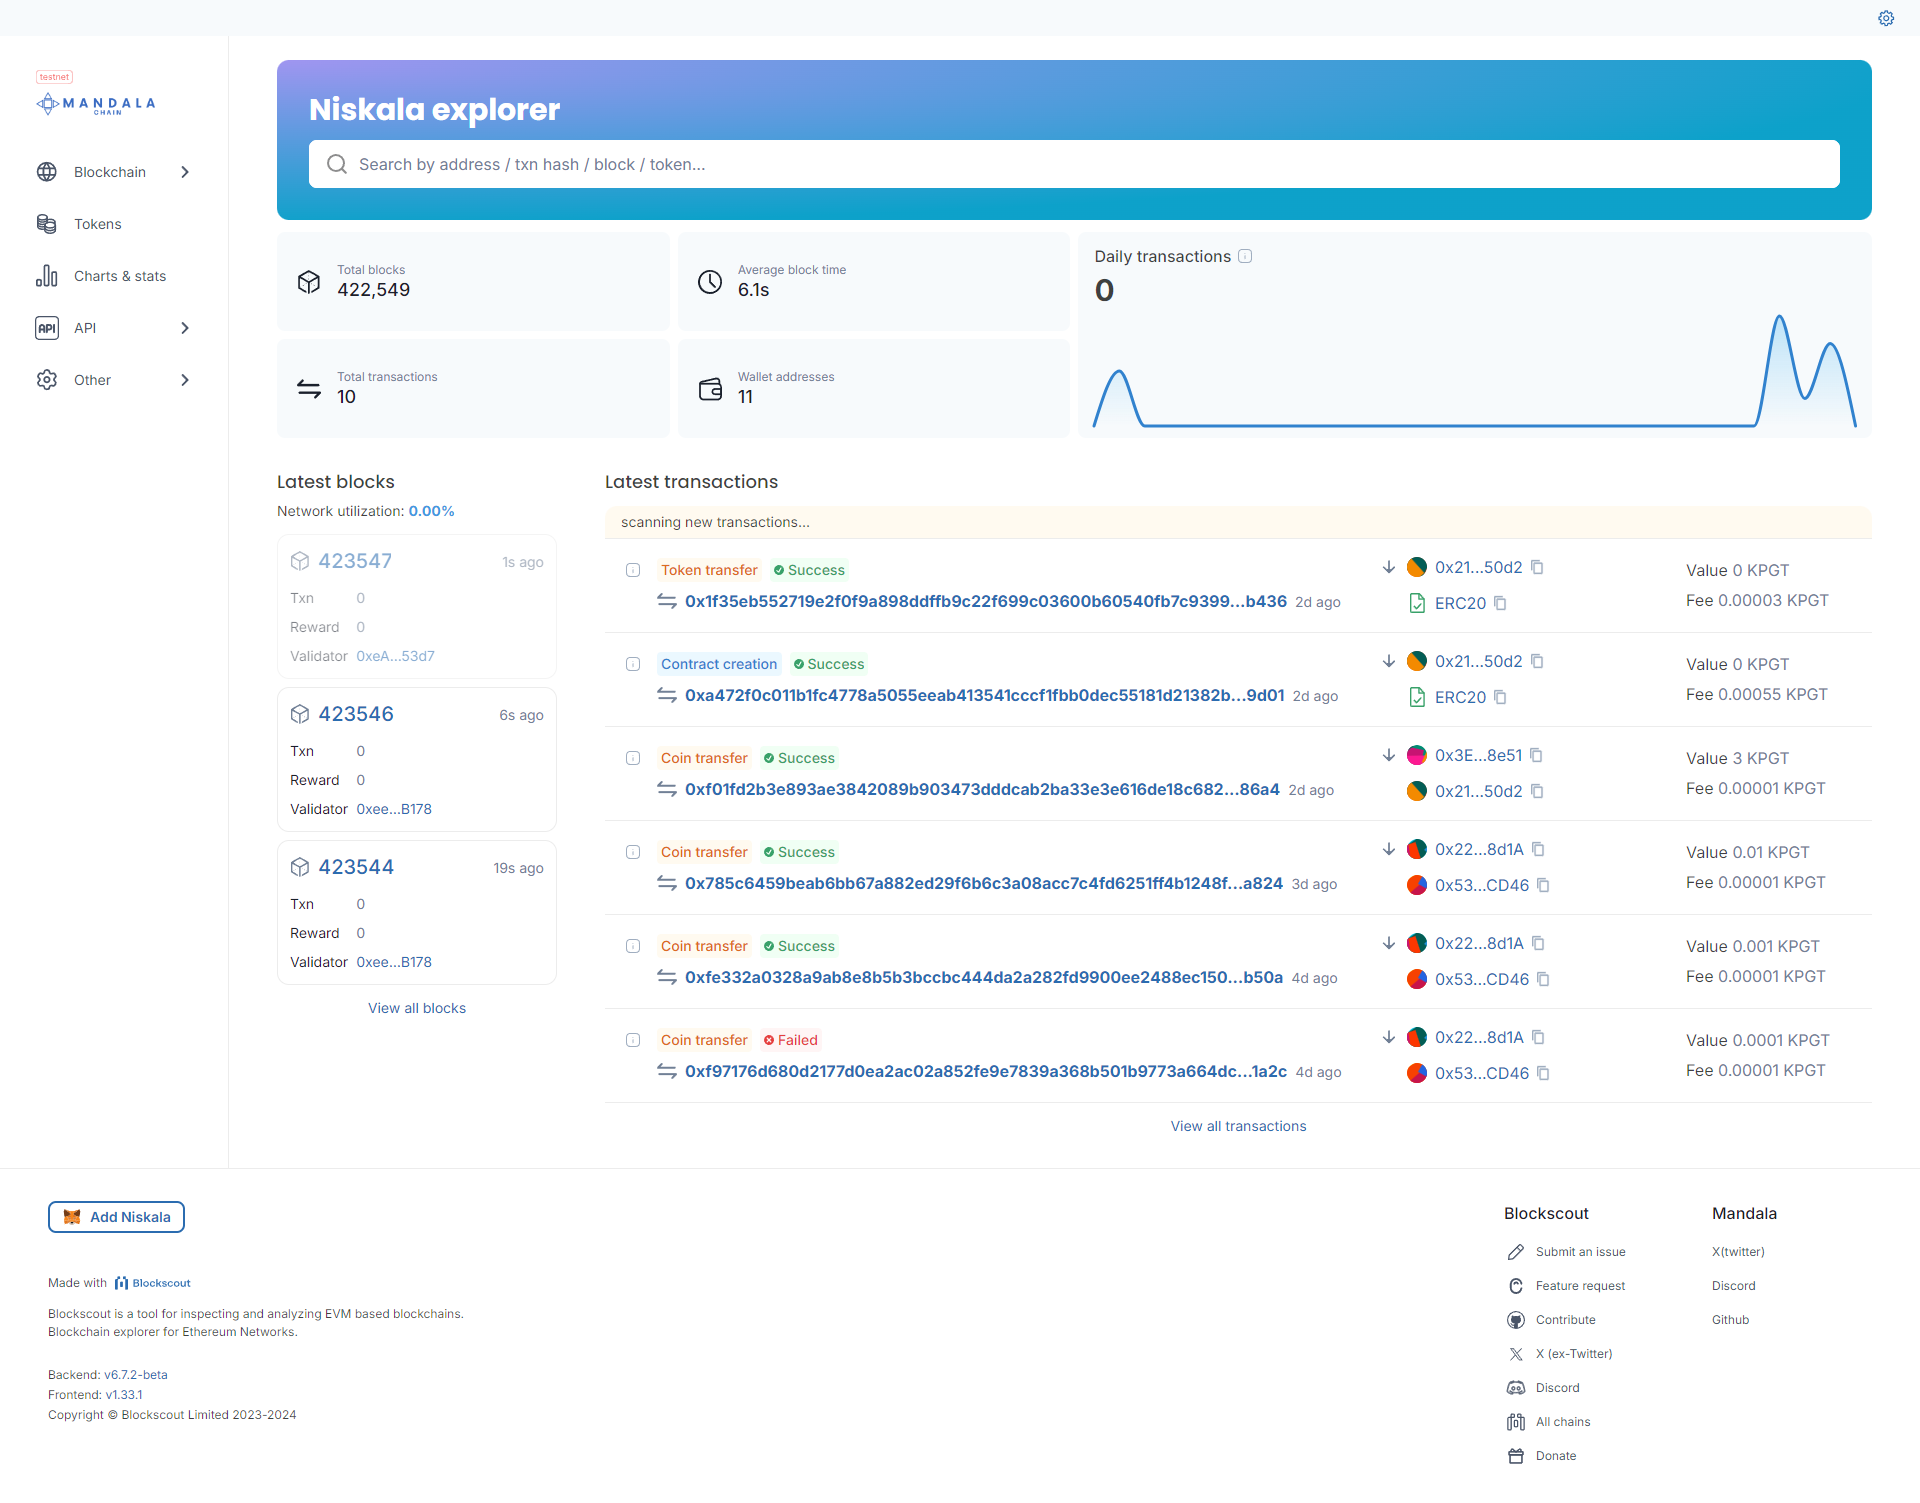 testnet
MANDALA
CHAIN
Blockchain
Tokens
Charts & stats
API
API
Other
Niskala explorer
Search by address / txn hash / block / token...
Total blocks
422,549
Average block time
6.1s
Total transactions
10
Wallet addresses
11
Daily transactions
0
Latest blocks
Network utilization: 0.00%
423547 1s ago
Txn 0
Reward 0
Validator 0xeA...53d7
423546 6s ago
Txn 0
Reward 0
Validator 0xee...B178
423544 19s ago
Txn 0
Reward 0
Validator 0xee...B178
View all blocks
Latest transactions
scanning new transactions...
Token transfer Success
0x1f35eb552719e2f0f9a898ddffb9c22f699c03600b60540fb7c9399...b436 2d ago
0x21...50d2
ERC20
Value 0 KPGT
Fee 0.00003 KPGT
Contract creation Success
0xa472f0c011b1fc4778a5055eeab413541cccf1fbb0dec55181d21382b...9d01 2d ago
0x21...50d2
ERC20
Value 0 KPGT
Fee 0.00055 KPGT
Coin transfer Success
0xf01fd2b3e893ae3842089b903473dddcab2ba33e3e616de18c682...86a4 2d ago
0x3E...8e51
0x21...50d2
Value 3 KPGT
Fee 0.00001 KPGT
Coin transfer Success
0x785c6459beab6bb67a882ed29f6b6c3a08acc7c4fd6251ff4b1248f...a824 3d ago
0x22...8d1A
0x53...CD46
Value 0.01 KPGT
Fee 0.00001 KPGT
Coin transfer Success
0xfe332a0328a9ab8e8b5b3bccbc444da2a282fd9900ee2488ec150...b50a 4d ago
0x22...8d1A
0x53...CD46
Value 0.001 KPGT
Fee 0.00001 KPGT
Coin transfer Failed
0xf97176d680d2177d0ea2ac02a852fe9e7839a368b501b9773a664dc...1a2c 4d ago
0x22...8d1A
0x53...CD46
Value 0.0001 KPGT
Fee 0.00001 KPGT
View all transactions
Add Niskala
Made with Blockscout
Blockscout is a tool for inspecting and analyzing EVM based blockchains.
Blockchain explorer for Ethereum Networks.
Backend: v6.7.2-beta
Frontend: v1.33.1
Copyright © Blockscout Limited 2023-2024
Blockscout
Submit an issue
Feature request
Contribute
X (ex-Twitter)
Discord
All chains
Donate
Mandala
X(twitter)
Discord
Github